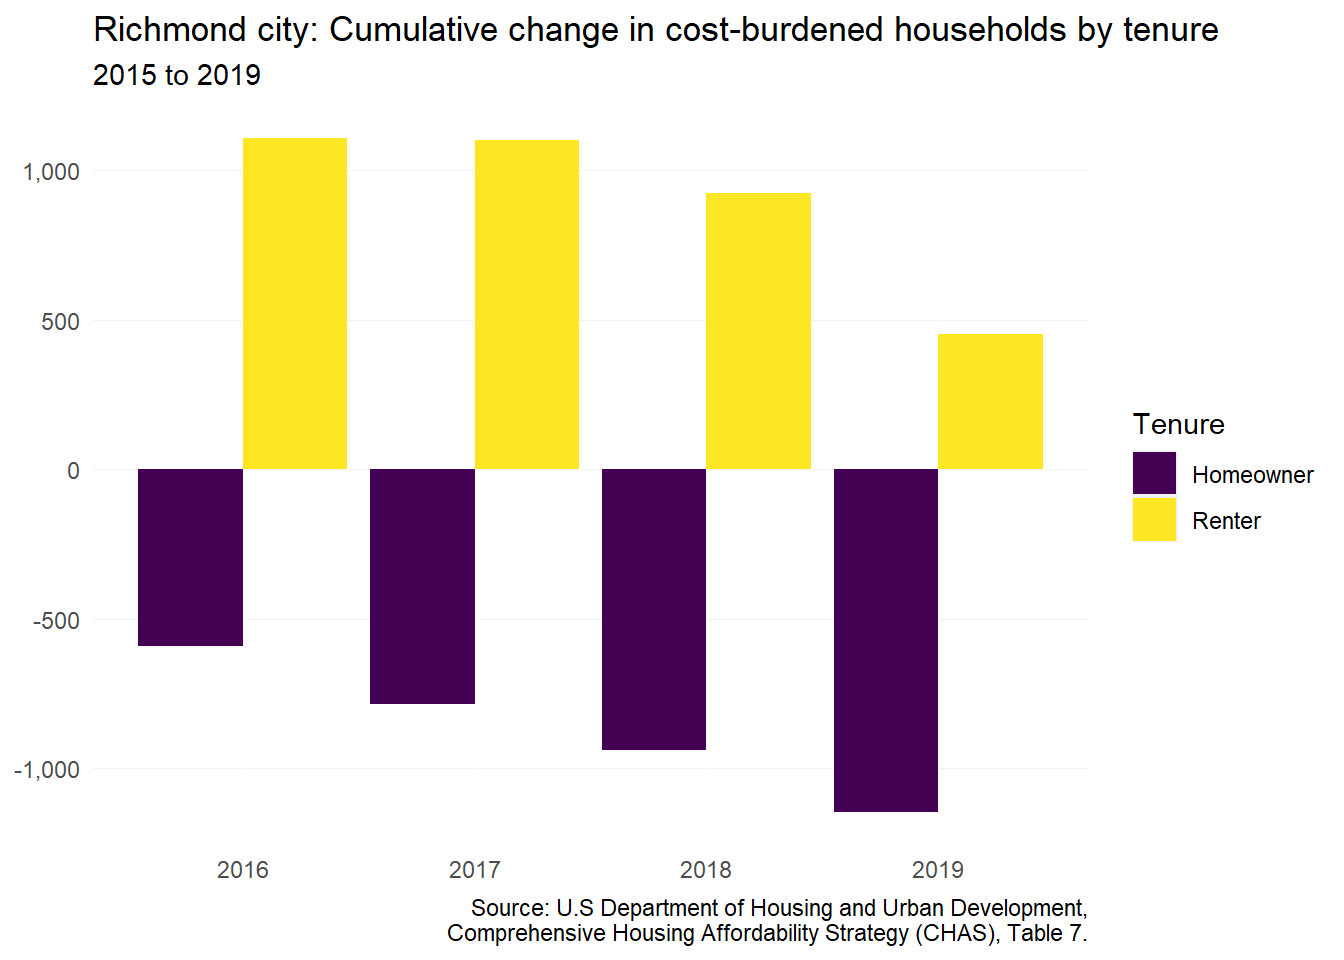 Richmond city: Cumulative change in cost-burdened households by tenure
2015 to 2019
1,000
500
0
-500
-1,000
2016
2017
2018
2019
Tenure
Homeowner
Renter
Source: U.S Department of Housing and Urban Development,
Comprehensive Housing Affordability Strategy (CHAS), Table 7.